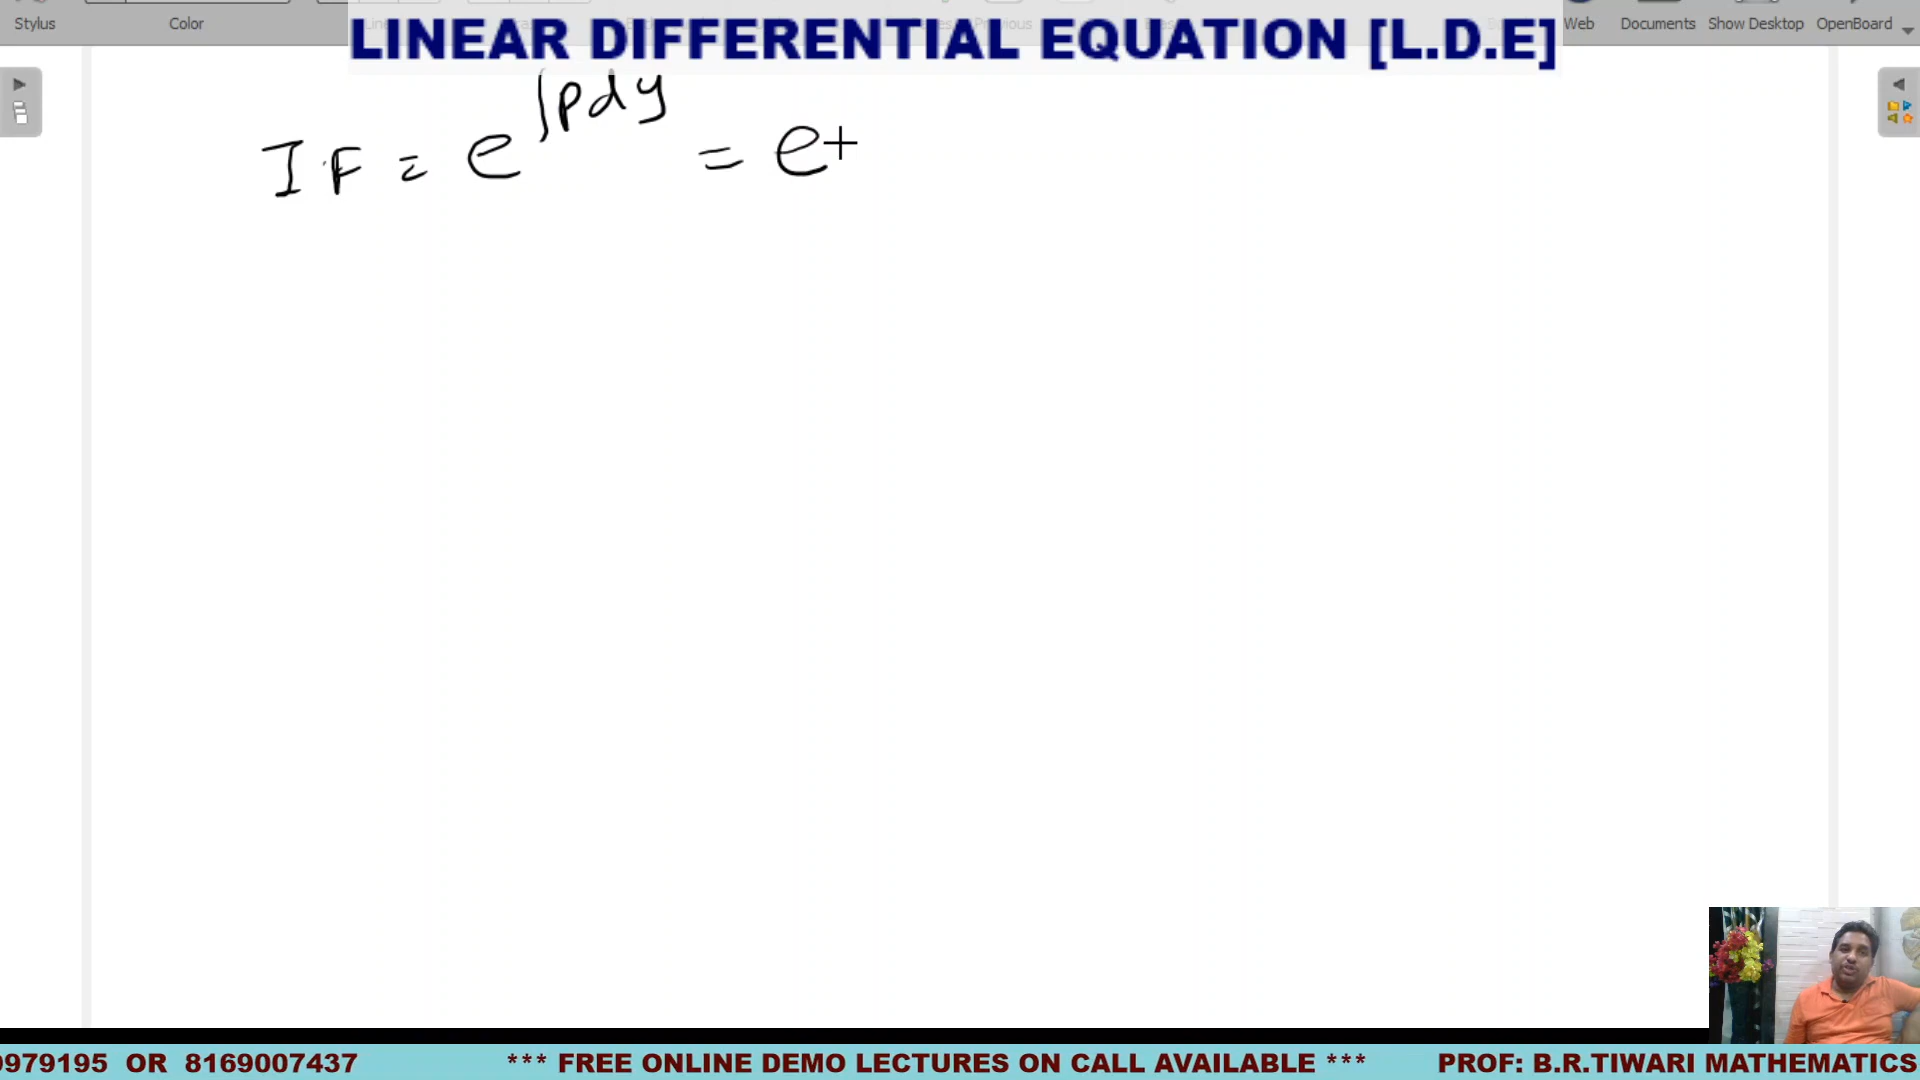 LINEAR DIFFERENTIAL EQUATION [L.D.E]
Stylus Color Web Documents Show Desktop OpenBoard
IF = e^∫pdy = e
9979195 OR 8169007437 *** FREE ONLINE DEMO LECTURES ON CALL AVAILABLE *** PROF: B.R.TIWARI MATHEMATICS